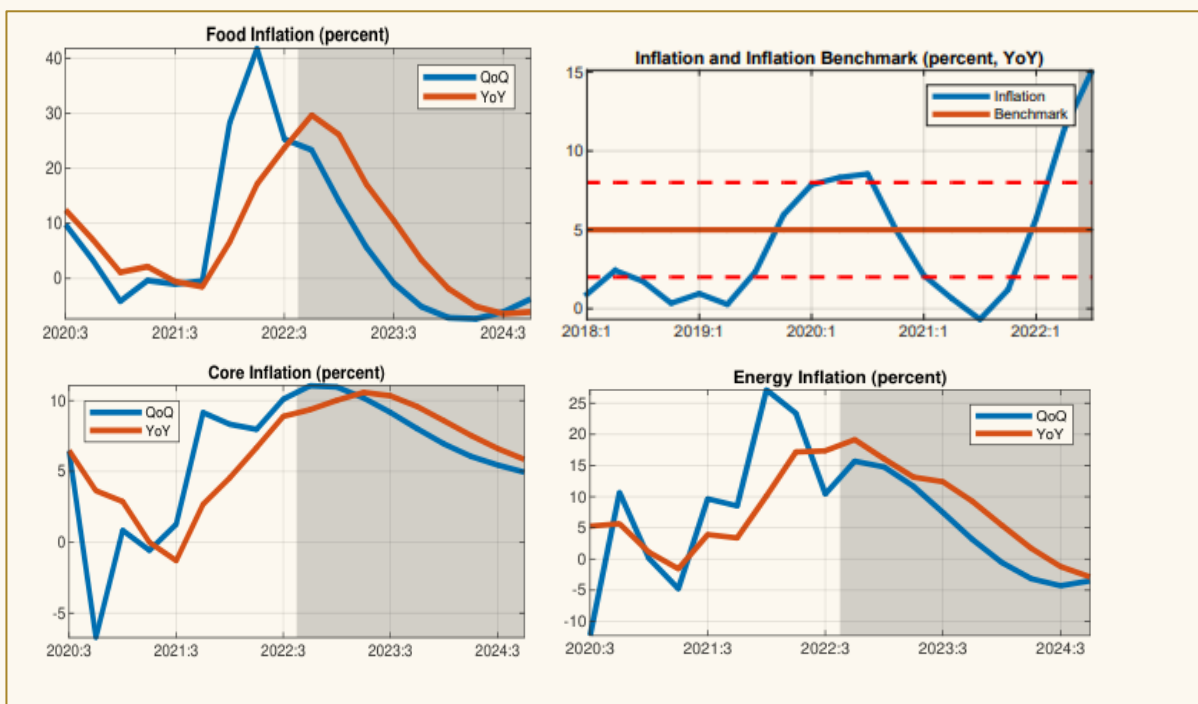 Food Inflation (percent)
40
30
20
10
0
QoQ
YoY
2020:3 2021:3 2022:3 2023:3 2024:3
Inflation and Inflation Benchmark (percent, YoY)
15
10
5
0
Inflation
Benchmark
2018:1 2019:1 2020:1 2021:1 2022:1
Core Inflation (percent)
10
5
0
-5
QoQ
YoY
2020:3 2021:3 2022:3 2023:3 2024:3
Energy Inflation (percent)
25
20
15
10
5
0
-5
-10
QoQ
YoY
2020:3 2021:3 2022:3 2023:3 2024:3